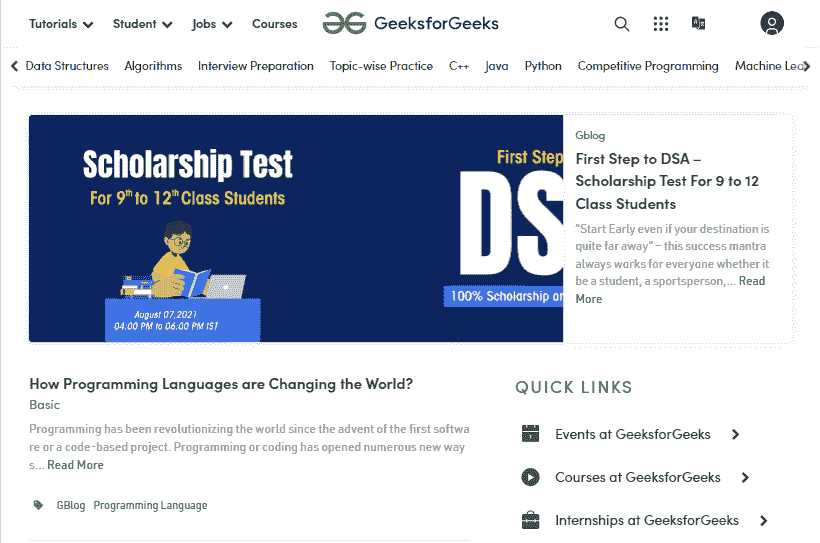 Tutorials Student Jobs Courses GeeksforGeeks
Data Structures Algorithms Interview Preparation Topic-wise Practice C++ Java Python Competitive Programming Machine Lea
Scholarship Test
For 9th to 12th Class Students
August 07,2021
04:00 PM to 06:00 PM IST
First Step
DS
100% Scholarship an
Gblog
First Step to DSA –
Scholarship Test For 9 to 12
Class Students
"Start Early even if your destination is
quite far away" – this success mantra
always works for everyone whether it
be a student, a sportsperson,... Read
More
How Programming Languages are Changing the World?
Basic
Programming has been revolutionizing the world since the advent of the first softwa
re or a code-based project. Programming or coding has opened numerous new way
s... Read More
GBlog Programming Language
QUICK LINKS
Events at GeeksforGeeks
Courses at GeeksforGeeks
Internships at GeeksforGeeks